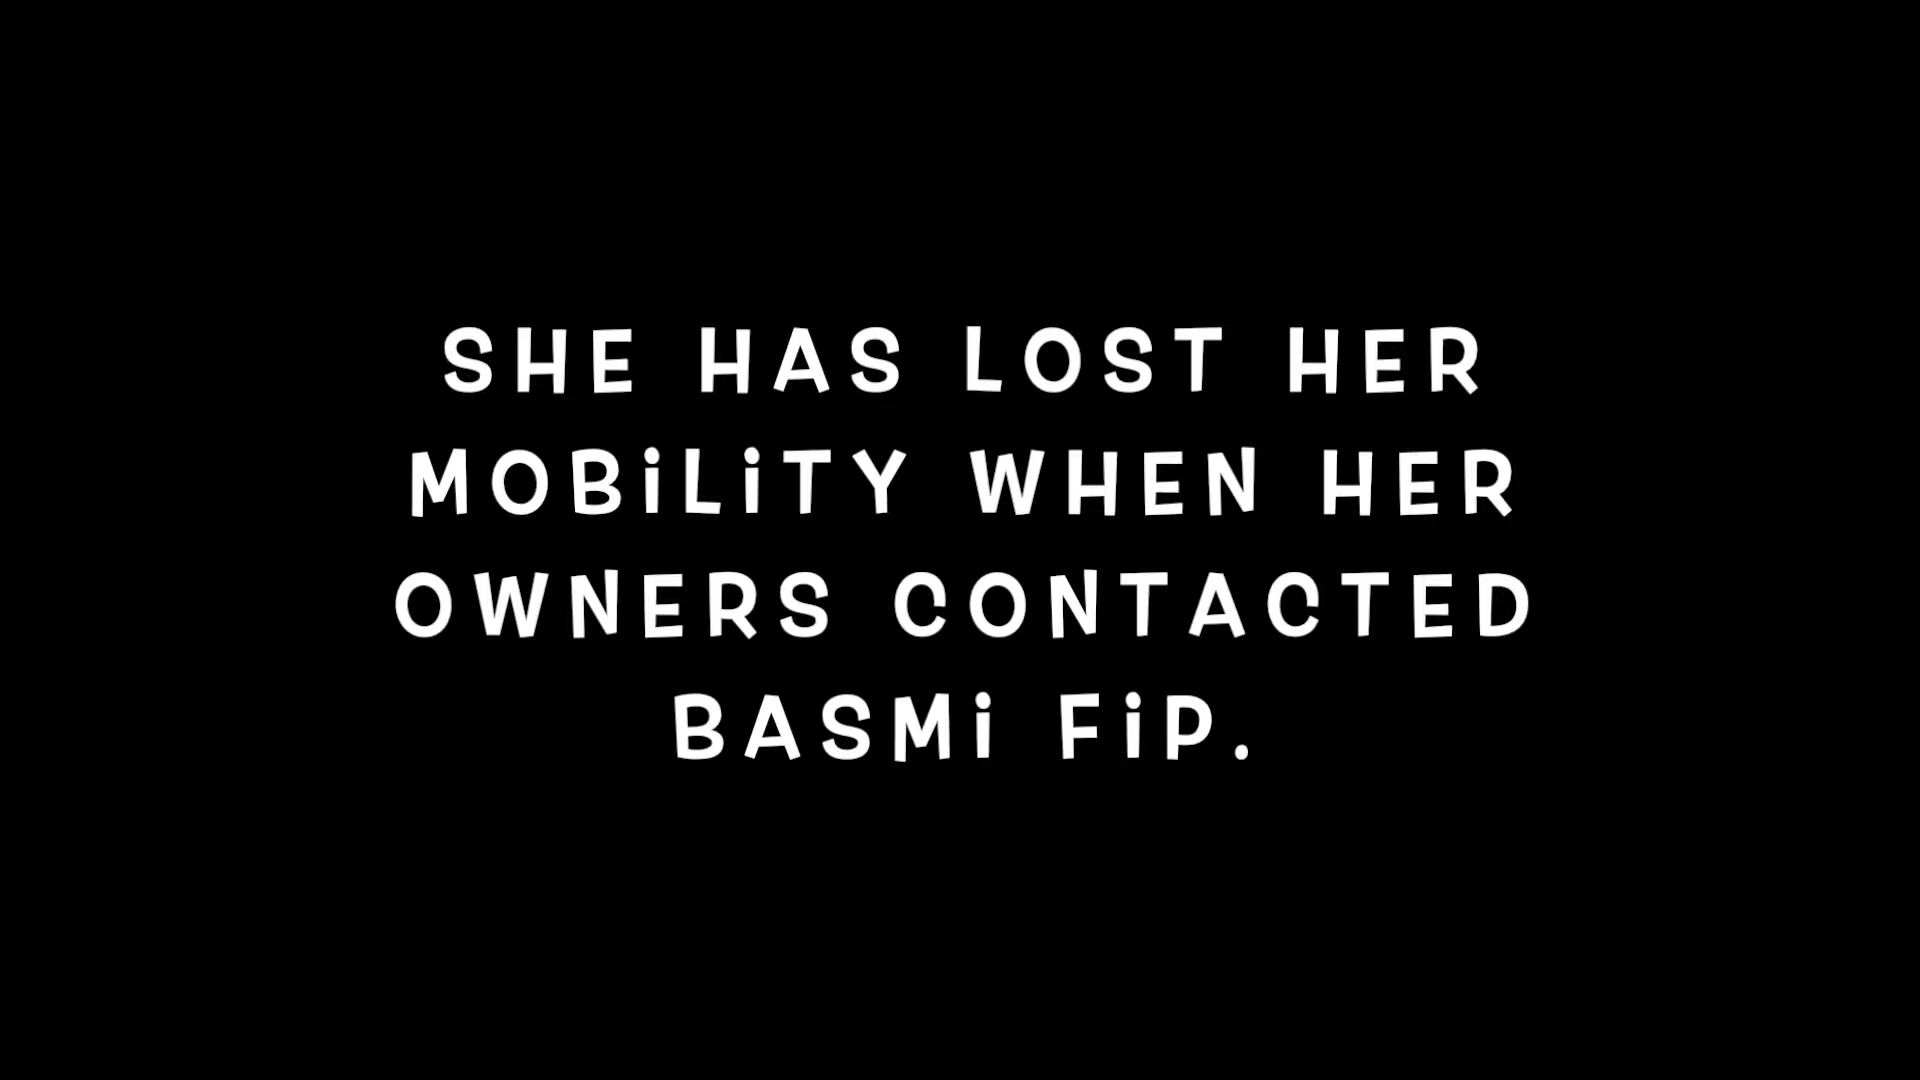 SHE HAS LOST HER
MOBiLiTY WHEN HER
OWNERS CONTACTED
BASMi FiP.